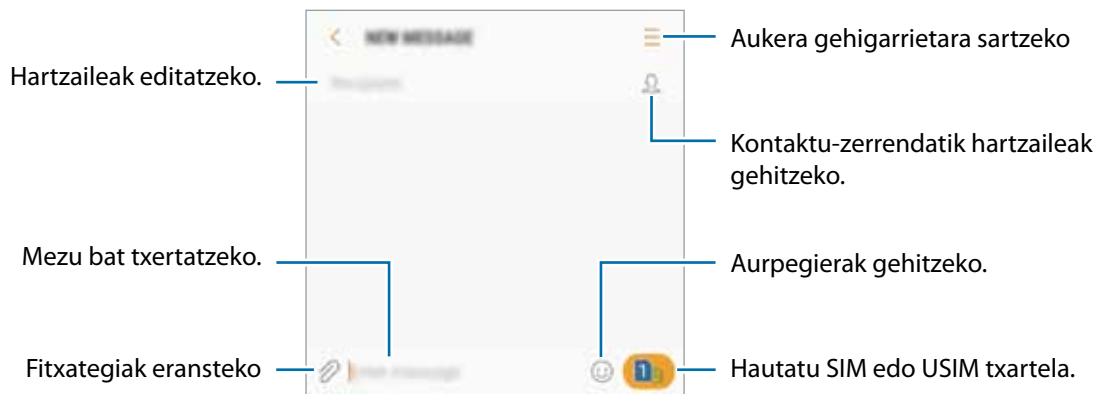 NEW MESSAGE
Aukera gehigarrietara sartzeko
Hartzaileak editatzeko.
Kontaktu-zerrendatik hartzaileak
gehitzeko.
Mezu bat txertatzeko.
Aurpegierak gehitzeko.
Fitxategiak eransteko
1
Hautatu SIM edo USIM txartela.